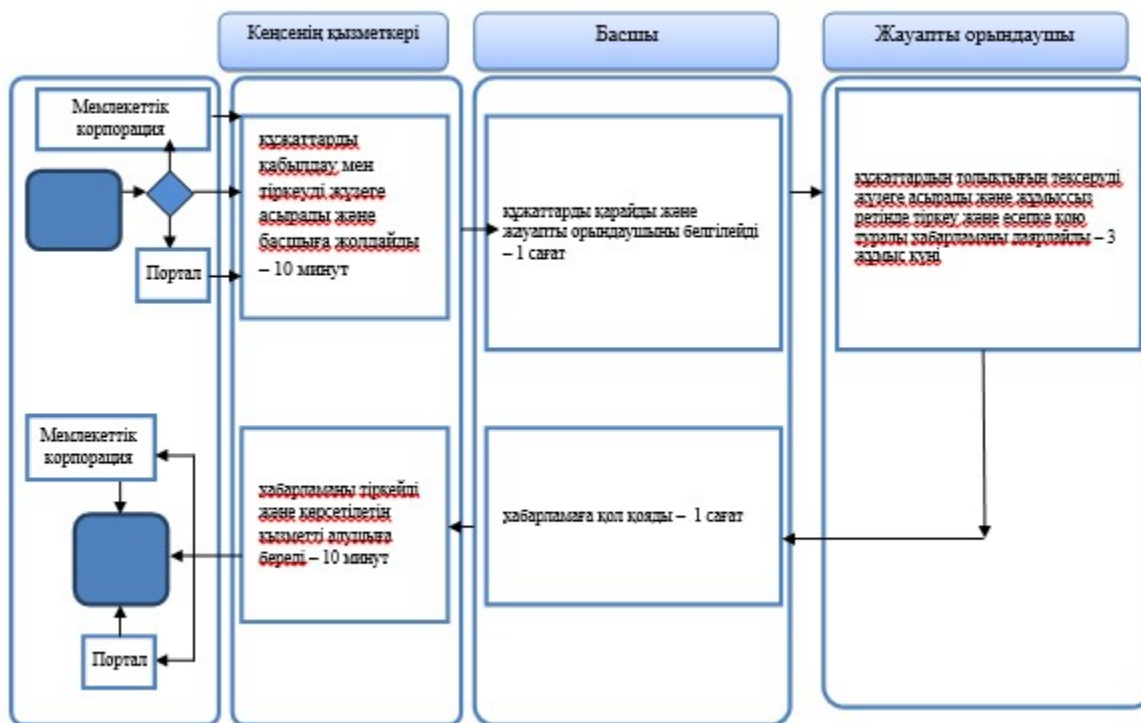 Кеңсенің қызметкері
Басшы
Жауапты орындаушы
Мемлекеттік
корпорация
Портал
құжаттарды
қабылдау мен
тіркеуді жүзеге
асырады және
басшыға жолдайды
– 10 минут
құжаттарды қарайды және
жауапты орындаушыны белгілейді
– 1 сағат
құжаттардың толықтығын тексеруді
жүзеге асырады және жұмыссыз
ретінде тіркеу және есепке қою
туралы хабарламаны даярлайды – 3
жұмыс күні
Мемлекеттік
корпорация
Портал
хабарламаны тіркейді
және көрсетілетін
қызметті алушыға
береді – 10 минут
хабарламаға қол қояды – 1 сағат